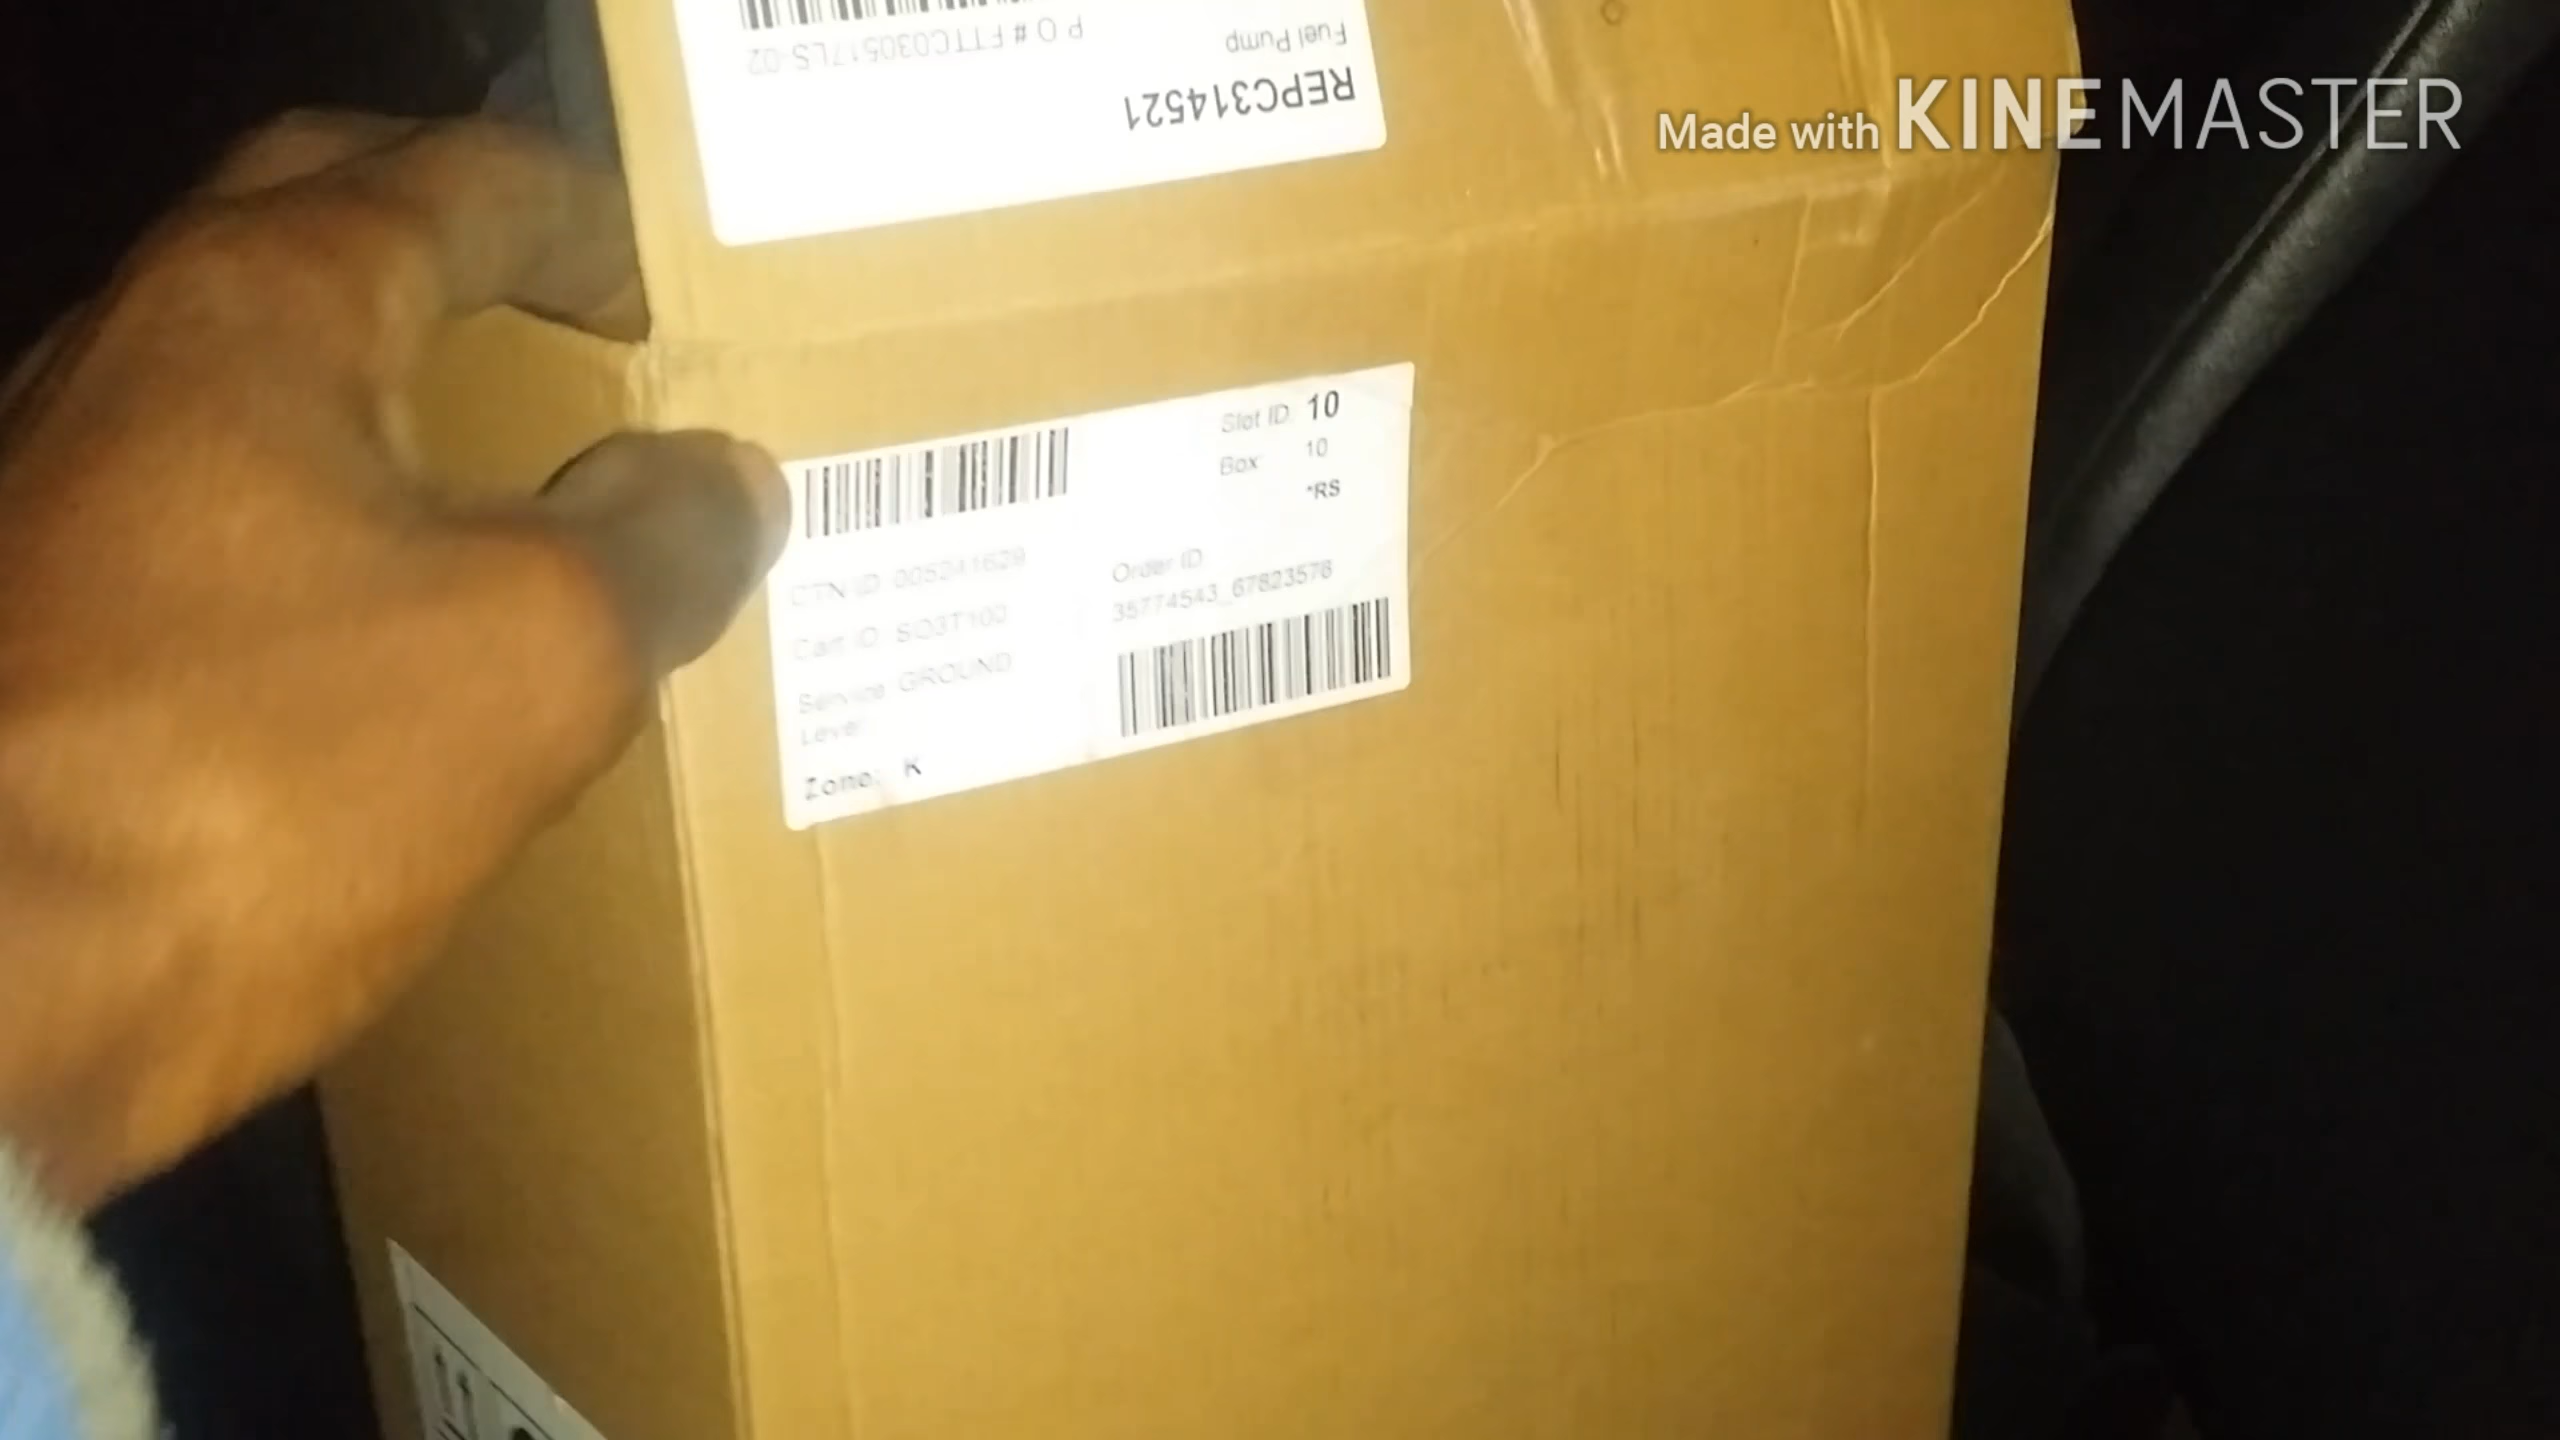 P O # FTTC030517LS-02
Fuel Pump
REPC314521
Made with KINEMASTER
Slot ID: 10
Box: 10
*RS
CTN ID: 005241629
Cart ID: SO3T100
Service GROUND
Level:
Zone: K
Order ID
35774543_67823578